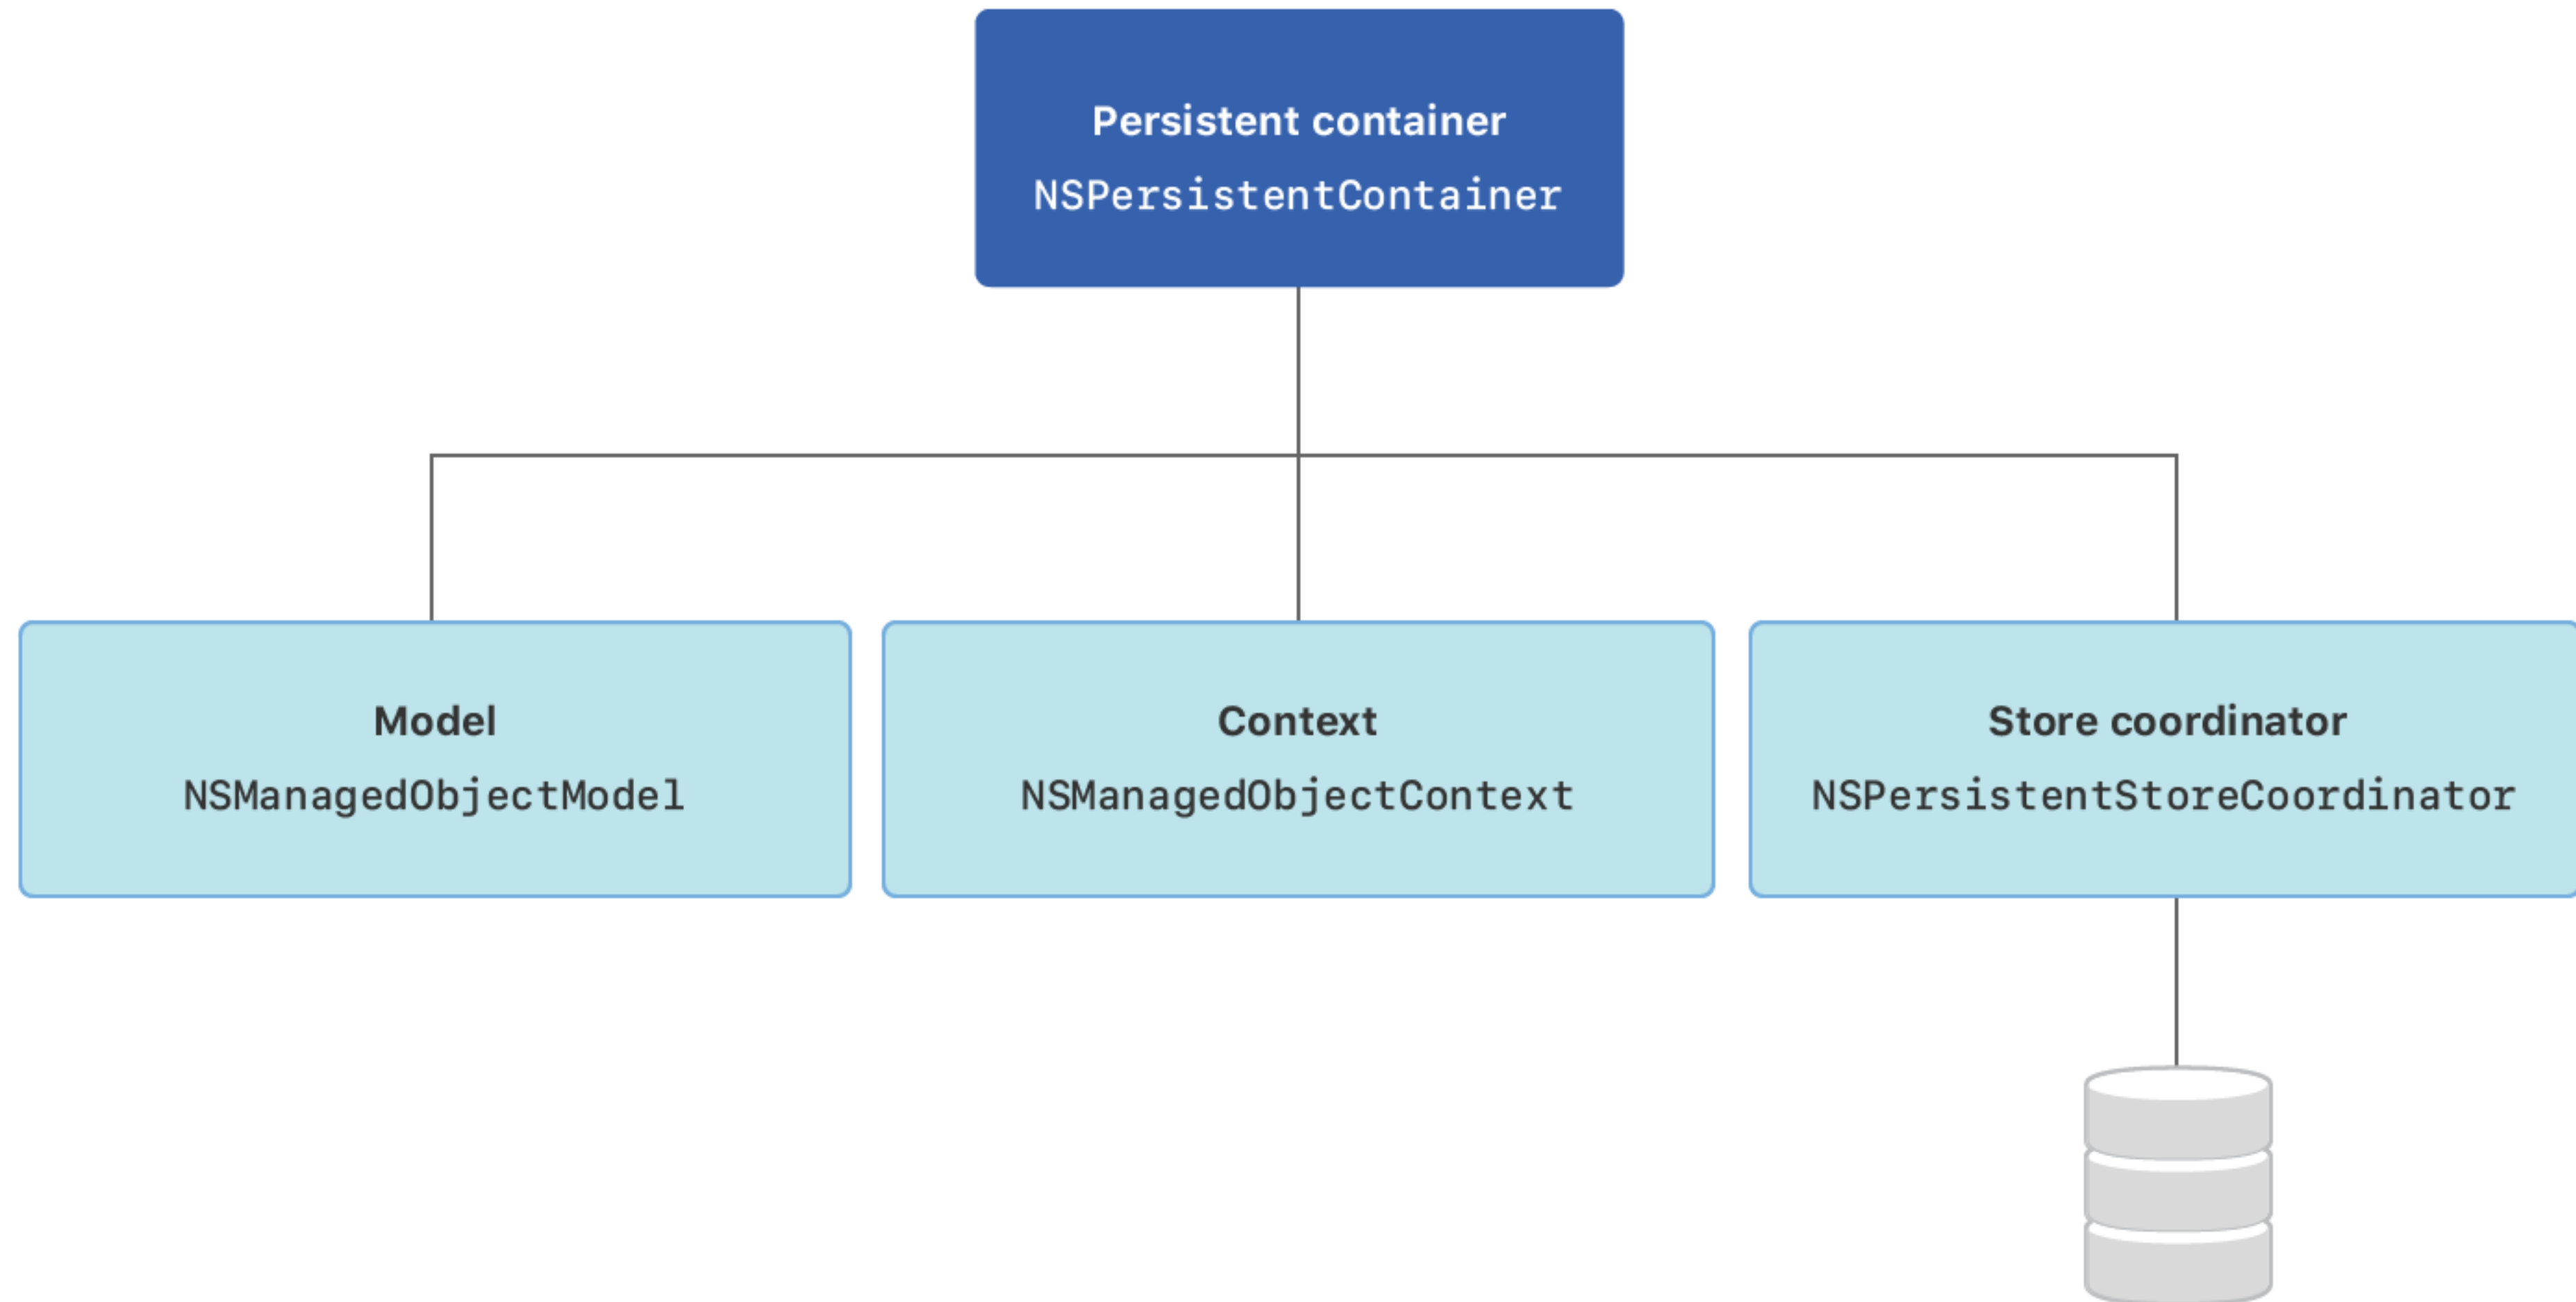 Persistent container
NSPersistentContainer
Model
NSManagedObjectModel
Context
NSManagedObjectContext
Store coordinator
NSPersistentStoreCoordinator